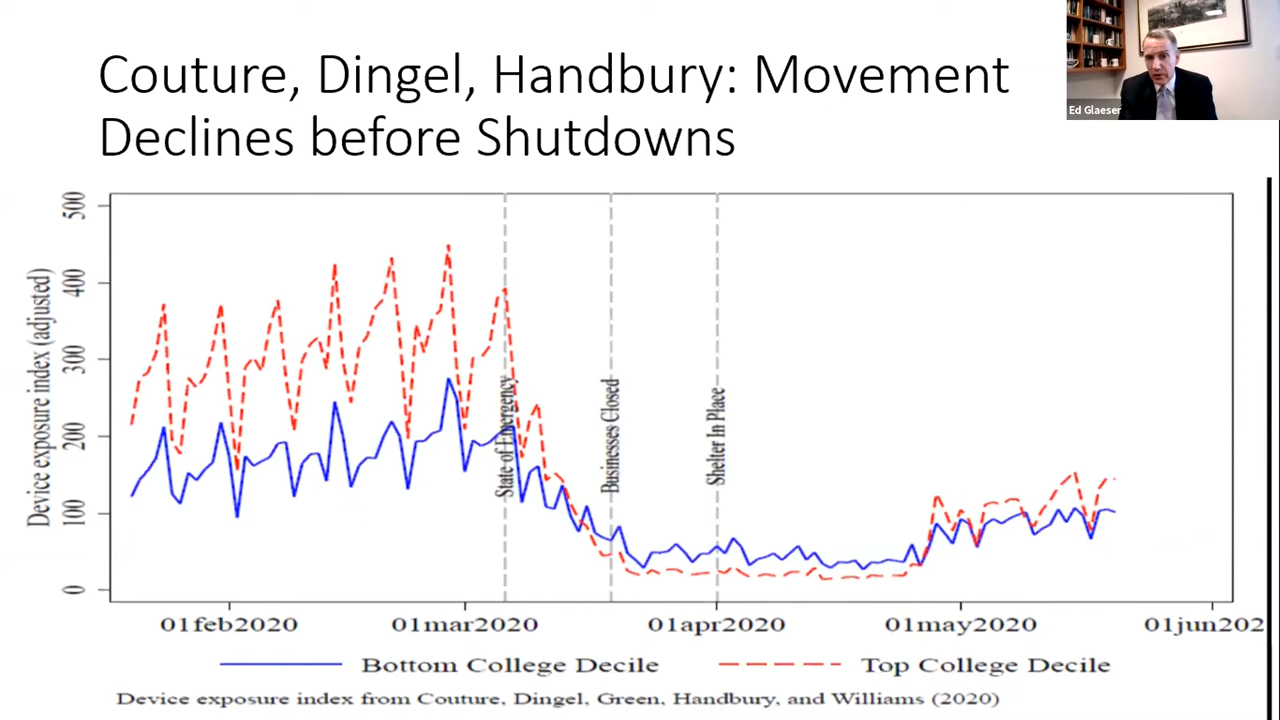 Couture, Dingel, Handbury: Movement
Declines before Shutdowns
Ed Glaeser
Device exposure index (adjusted)
500
400
300
200
100
0
State of Emergency
Businesses Closed
Shelter In Place
01feb2020
01mar2020
01apr2020
01may2020
01jun202
Bottom College Decile
Top College Decile
Device exposure index from Couture, Dingel, Green, Handbury, and Williams (2020)